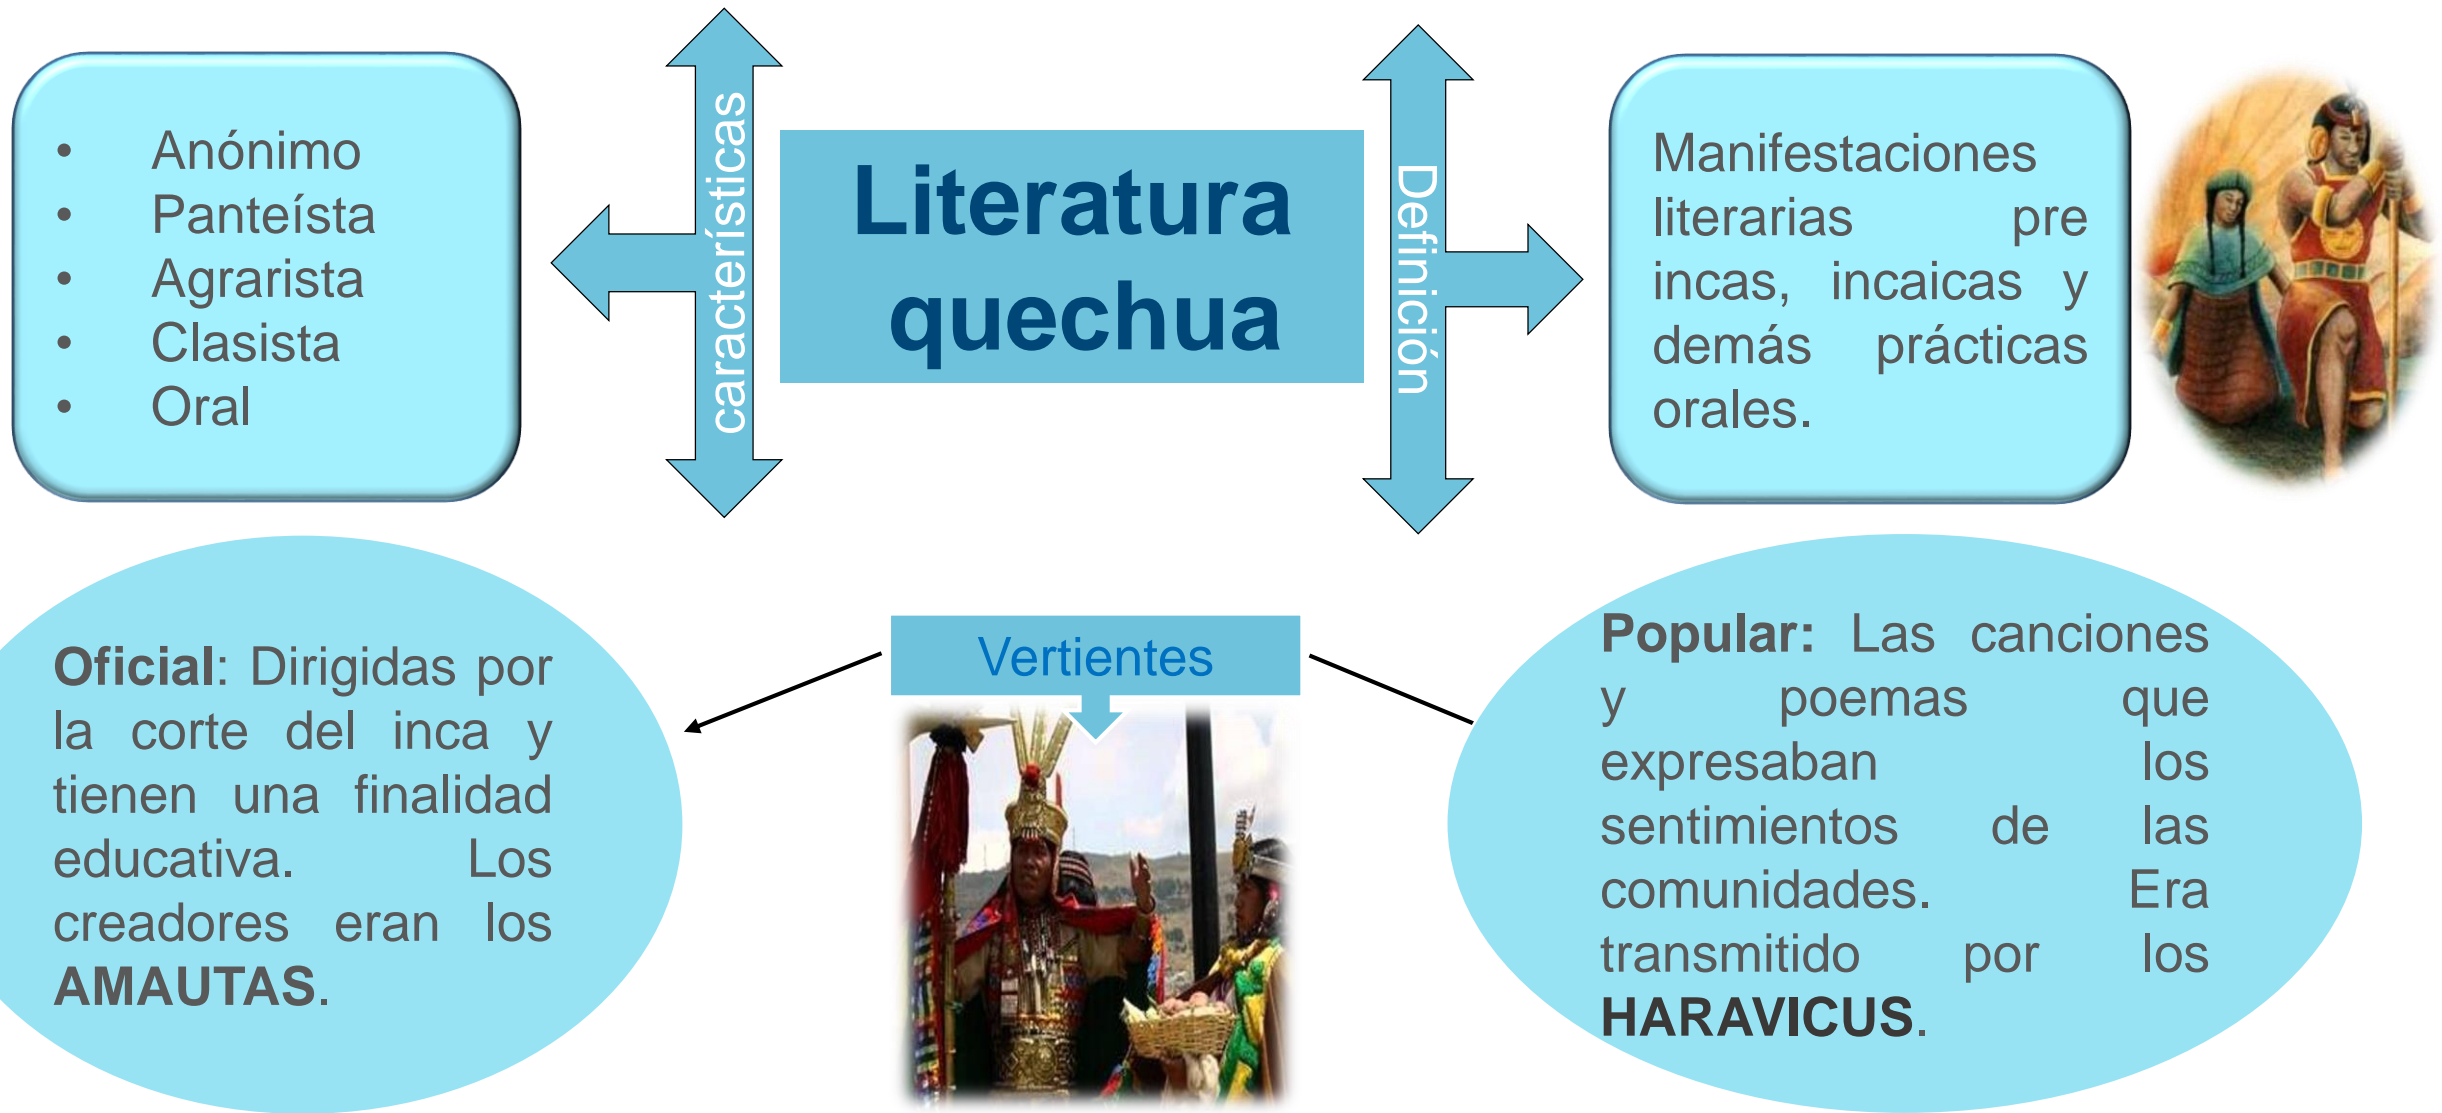 Literatura
quechua
características
• Anónimo
• Panteísta
• Agrarista
• Clasista
• Oral
Definición
Manifestaciones
literarias pre
incas, incaicas y
demás prácticas
orales.
Vertientes
Oficial: Dirigidas por
la corte del inca y
tienen una finalidad
educativa. Los
creadores eran los
AMAUTAS.
Popular: Las canciones
y poemas que
expresaban los
sentimientos de las
comunidades. Era
transmitido por los
HARAVICUS.